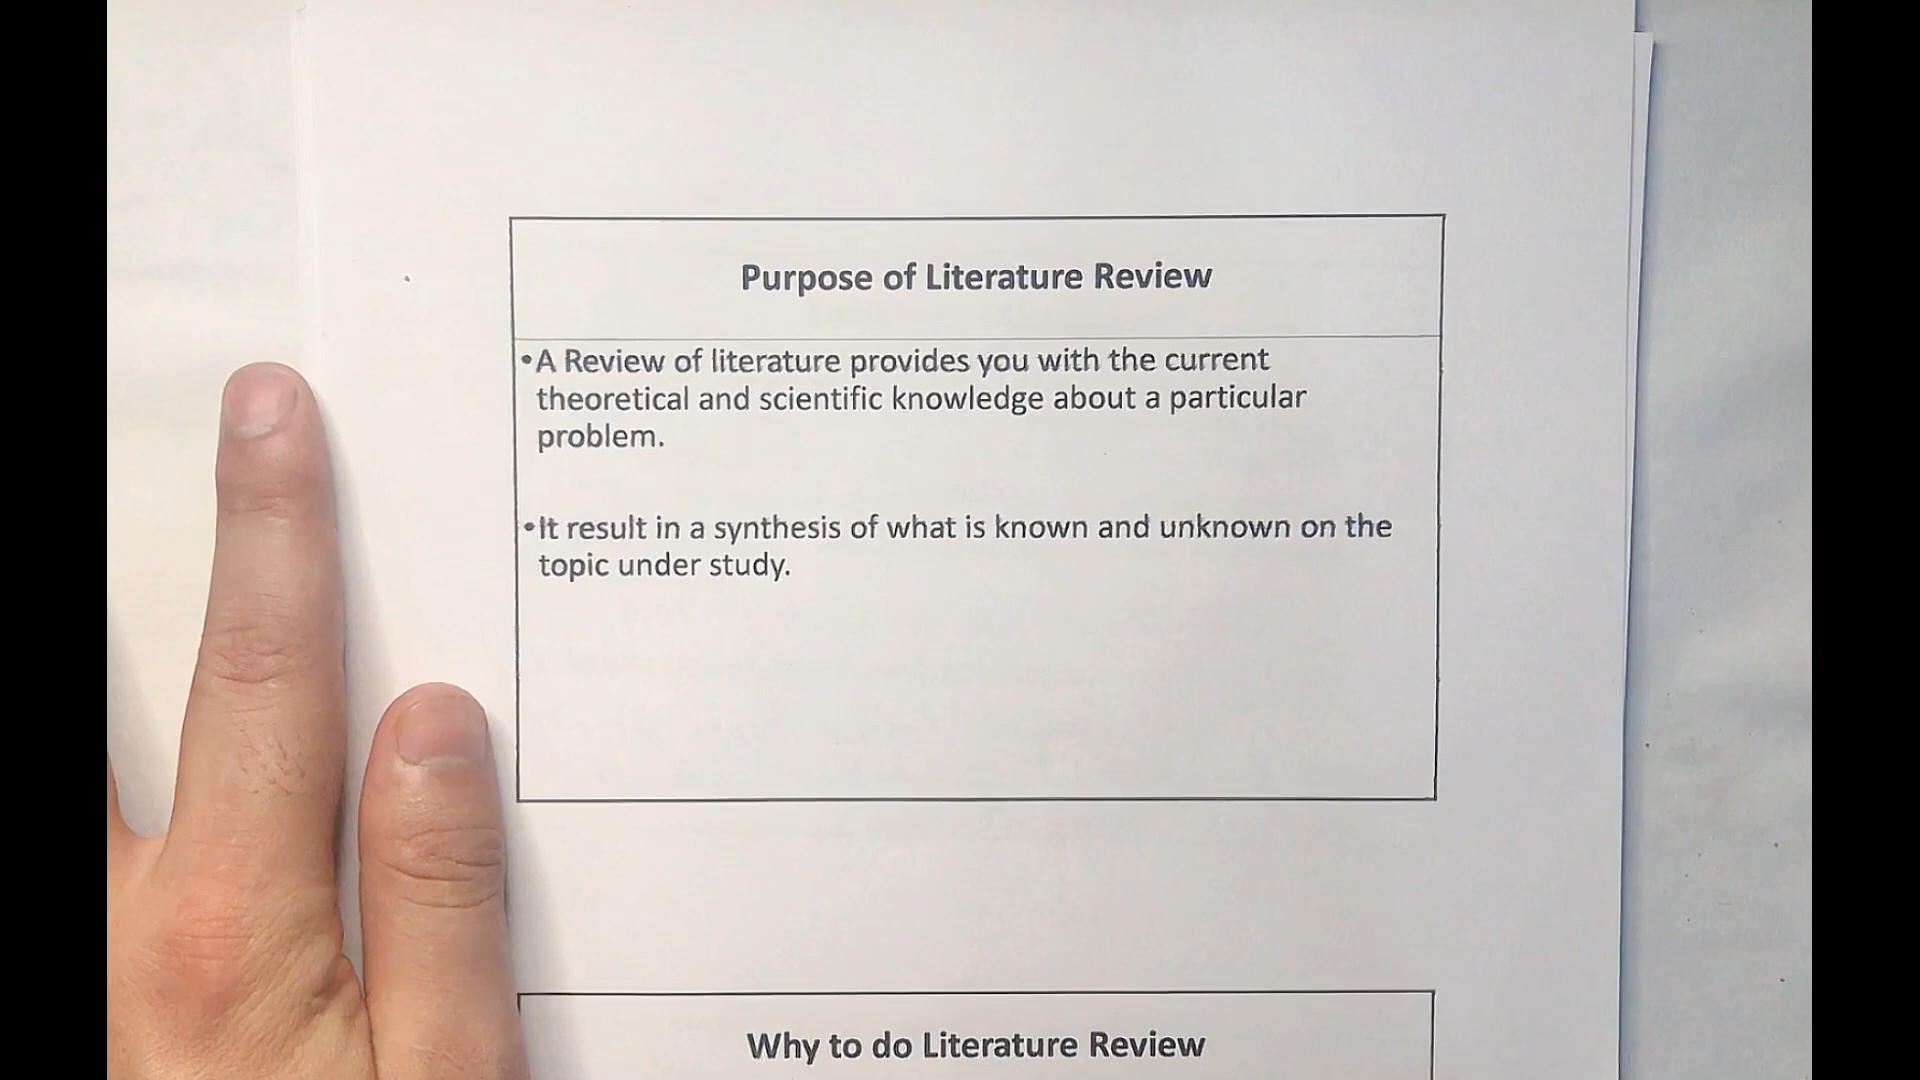 Purpose of Literature Review
•A Review of literature provides you with the current
theoretical and scientific knowledge about a particular
problem.
•It result in a synthesis of what is known and unknown on the
topic under study.
Why to do Literature Review